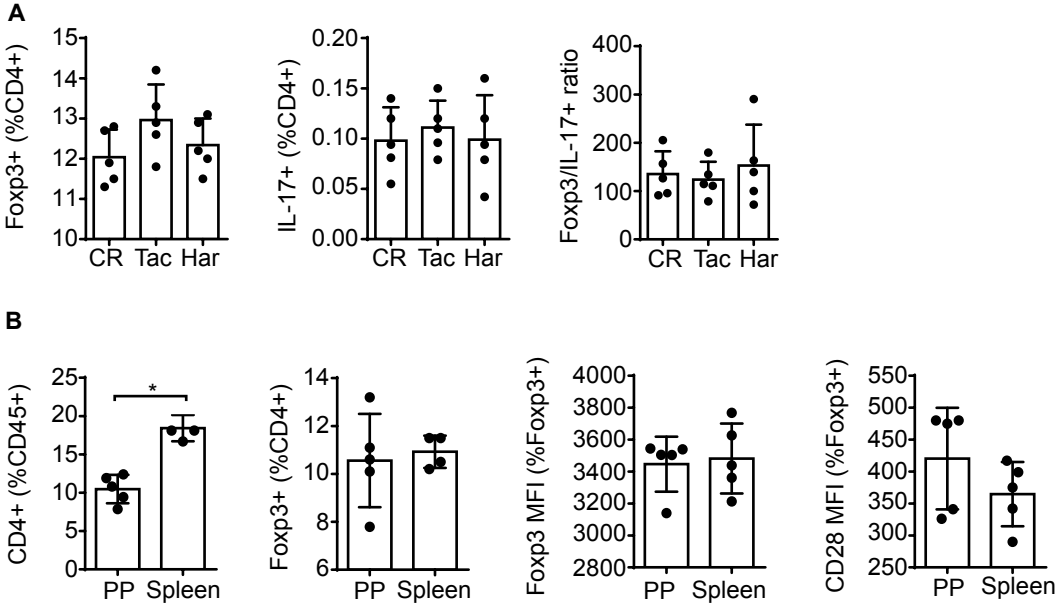 A
Foxp3+ (%CD4+)
15
14
13
12
11
10
CR Tac Har
IL-17+ (%CD4+)
0.20
0.15
0.10
0.05
0.00
CR Tac Har
Foxp3/IL-17+ ratio
400
300
200
100
0
CR Tac Har
B
CD4+ (%CD45+)
25
20
15
10
5
0
*
PP Spleen
Foxp3+ (%CD4+)
14
12
10
8
6
PP Spleen
Foxp3 MFI (%Foxp3+)
4000
3800
3600
3400
3200
3000
2800
PP Spleen
CD28 MFI (%Foxp3+)
550
500
450
400
350
300
250
PP Spleen